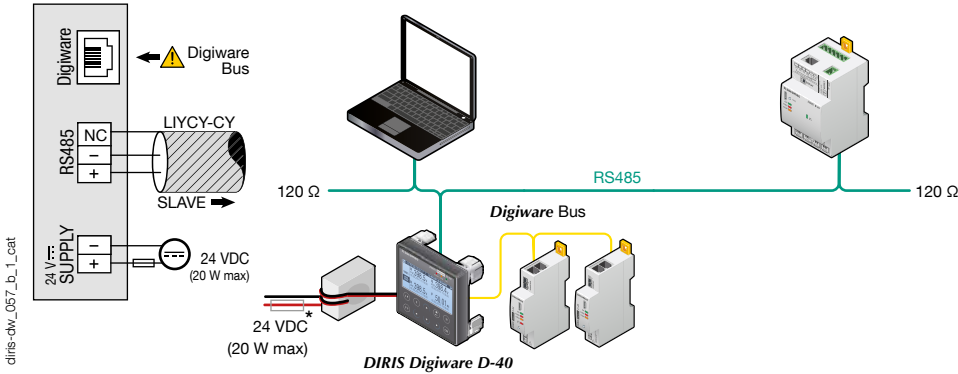 Digiware
Digiware
Bus
LIYCY-CY
RS485
NC
–
+
SLAVE
24 V
SUPPLY
–
+
24 VDC
(20 W max)
diris-dw_057_b_1_cat
120 Ω
RS485
120 Ω
Digiware Bus
*
24 VDC
(20 W max)
DIRIS Digiware D-40